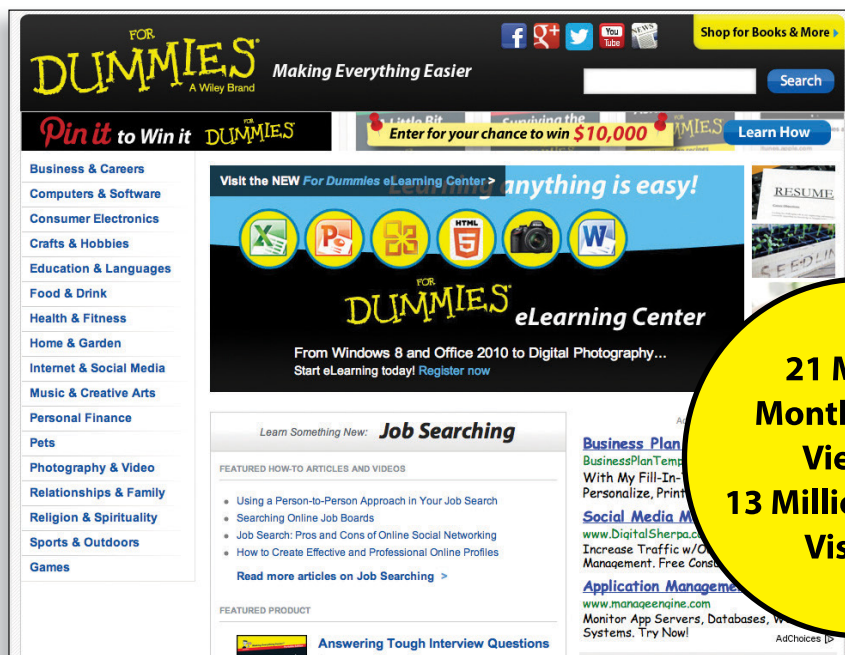 FOR
DUMMIES
A Wiley Brand
Making Everything Easier
You
Tube
NEWS
Shop for Books & More
Search
Pin it to Win it DUMMIES
Enter for your chance to win $10,000
Learn How
Business & Careers
Computers & Software
Consumer Electronics
Crafts & Hobbies
Education & Languages
Food & Drink
Health & Fitness
Home & Garden
Internet & Social Media
Music & Creative Arts
Personal Finance
Pets
Photography & Video
Relationships & Family
Religion & Spirituality
Sports & Outdoors
Games
Visit the NEW For Dummies eLearning Center >
Learning anything is easy!
HTML
5
FOR
DUMMIES
eLearning Center
From Windows 8 and Office 2010 to Digital Photography...
Start eLearning today! Register now
RESUME
Learn Something New: Job Searching
FEATURED HOW-TO ARTICLES AND VIDEOS
Using a Person-to-Person Approach in Your Job Search
Searching Online Job Boards
Job Search: Pros and Cons of Online Social Networking
How to Create Effective and Professional Online Profiles
Read more articles on Job Searching >
FEATURED PRODUCT
Answering Tough Interview Questions
Business Plan
With My Fill-In-
Personalize, Print
Social Media
Increase Traffic
Management. Free
Application
www.manageengine.com
Monitor App Servers, Databases,
Systems. Try Now!
AdChoices
21
13